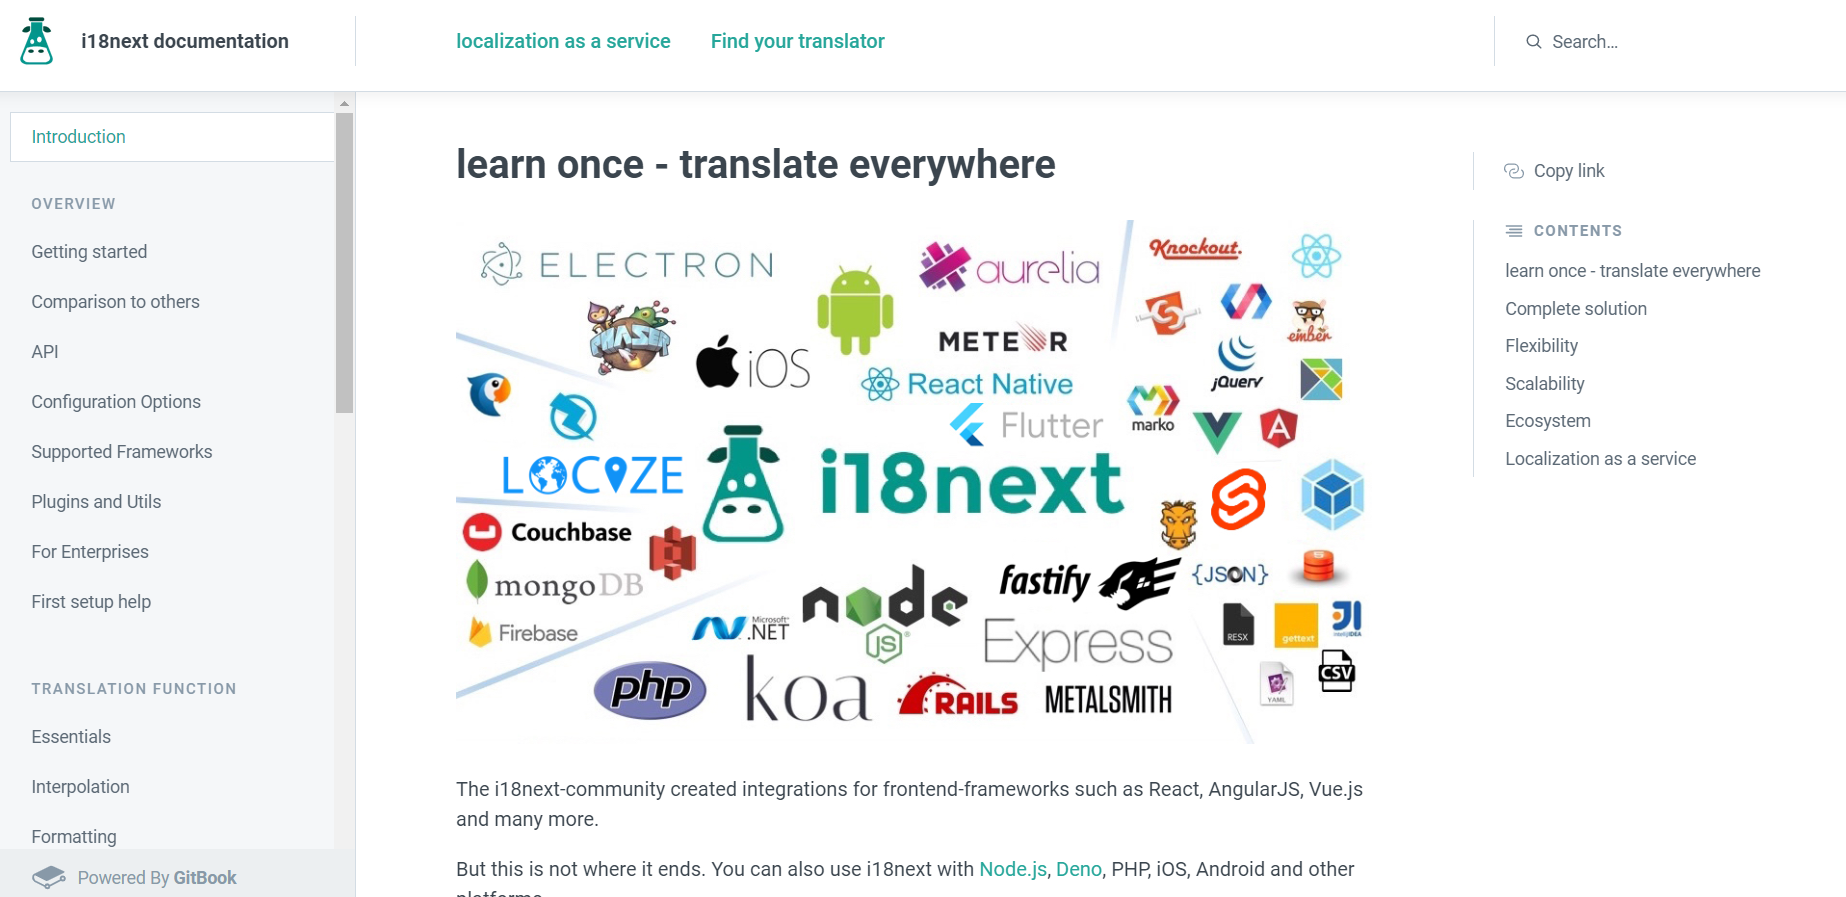 i18next documentation
localization as a service
Find your translator
Search...
Introduction
OVERVIEW
Getting started
Comparison to others
API
Configuration Options
Supported Frameworks
Plugins and Utils
For Enterprises
First setup help
TRANSLATION FUNCTION
Essentials
Interpolation
Formatting
Powered By GitBook
learn once - translate everywhere
ELECTRON
aurelia
Knockout.
PHASER
iOS
METEOR
ember
jQuery
React Native
Flutter
marko
LOCIZE
i18next
Couchbase
mongoDB
Firebase
Microsoft
.NET
node
JS
fastify
{JSON}
Express
RESX
gettext
IntelliJIDEA
php
koa
RAILS
METALSMITH
YAML
CSV
The i18next-community created integrations for frontend-frameworks such as React, AngularJS, Vue.js
and many more.
But this is not where it ends. You can also use i18next with Node.js, Deno, PHP, iOS, Android and other
platforms.
Copy link
CONTENTS
learn once - translate everywhere
Complete solution
Flexibility
Scalability
Ecosystem
Localization as a service